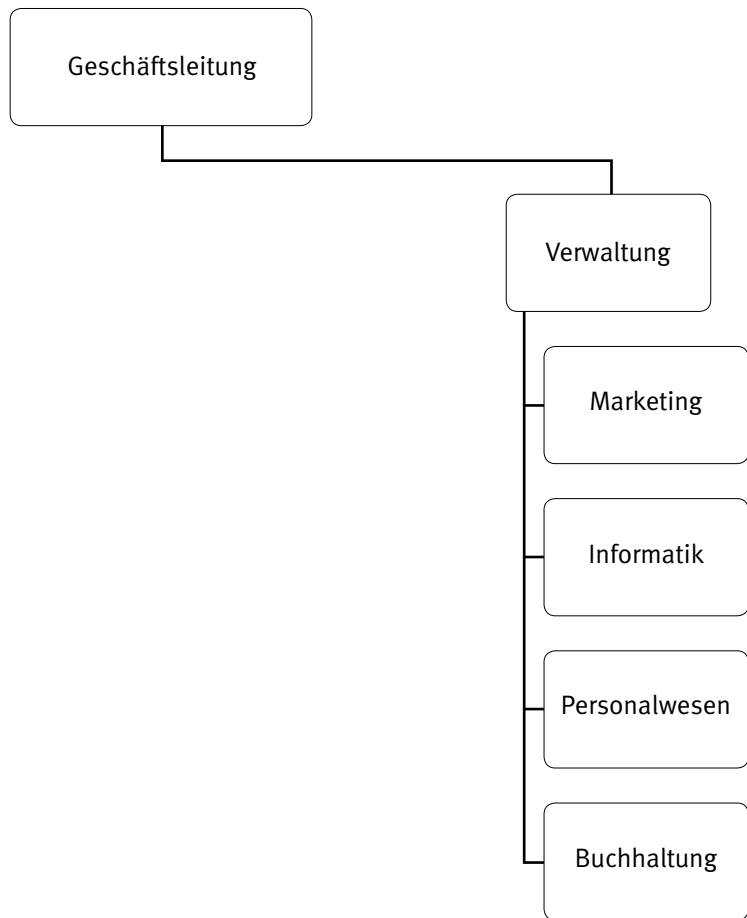 Geschäftsleitung
Verwaltung
Marketing
Informatik
Personalwesen
Buchhaltung